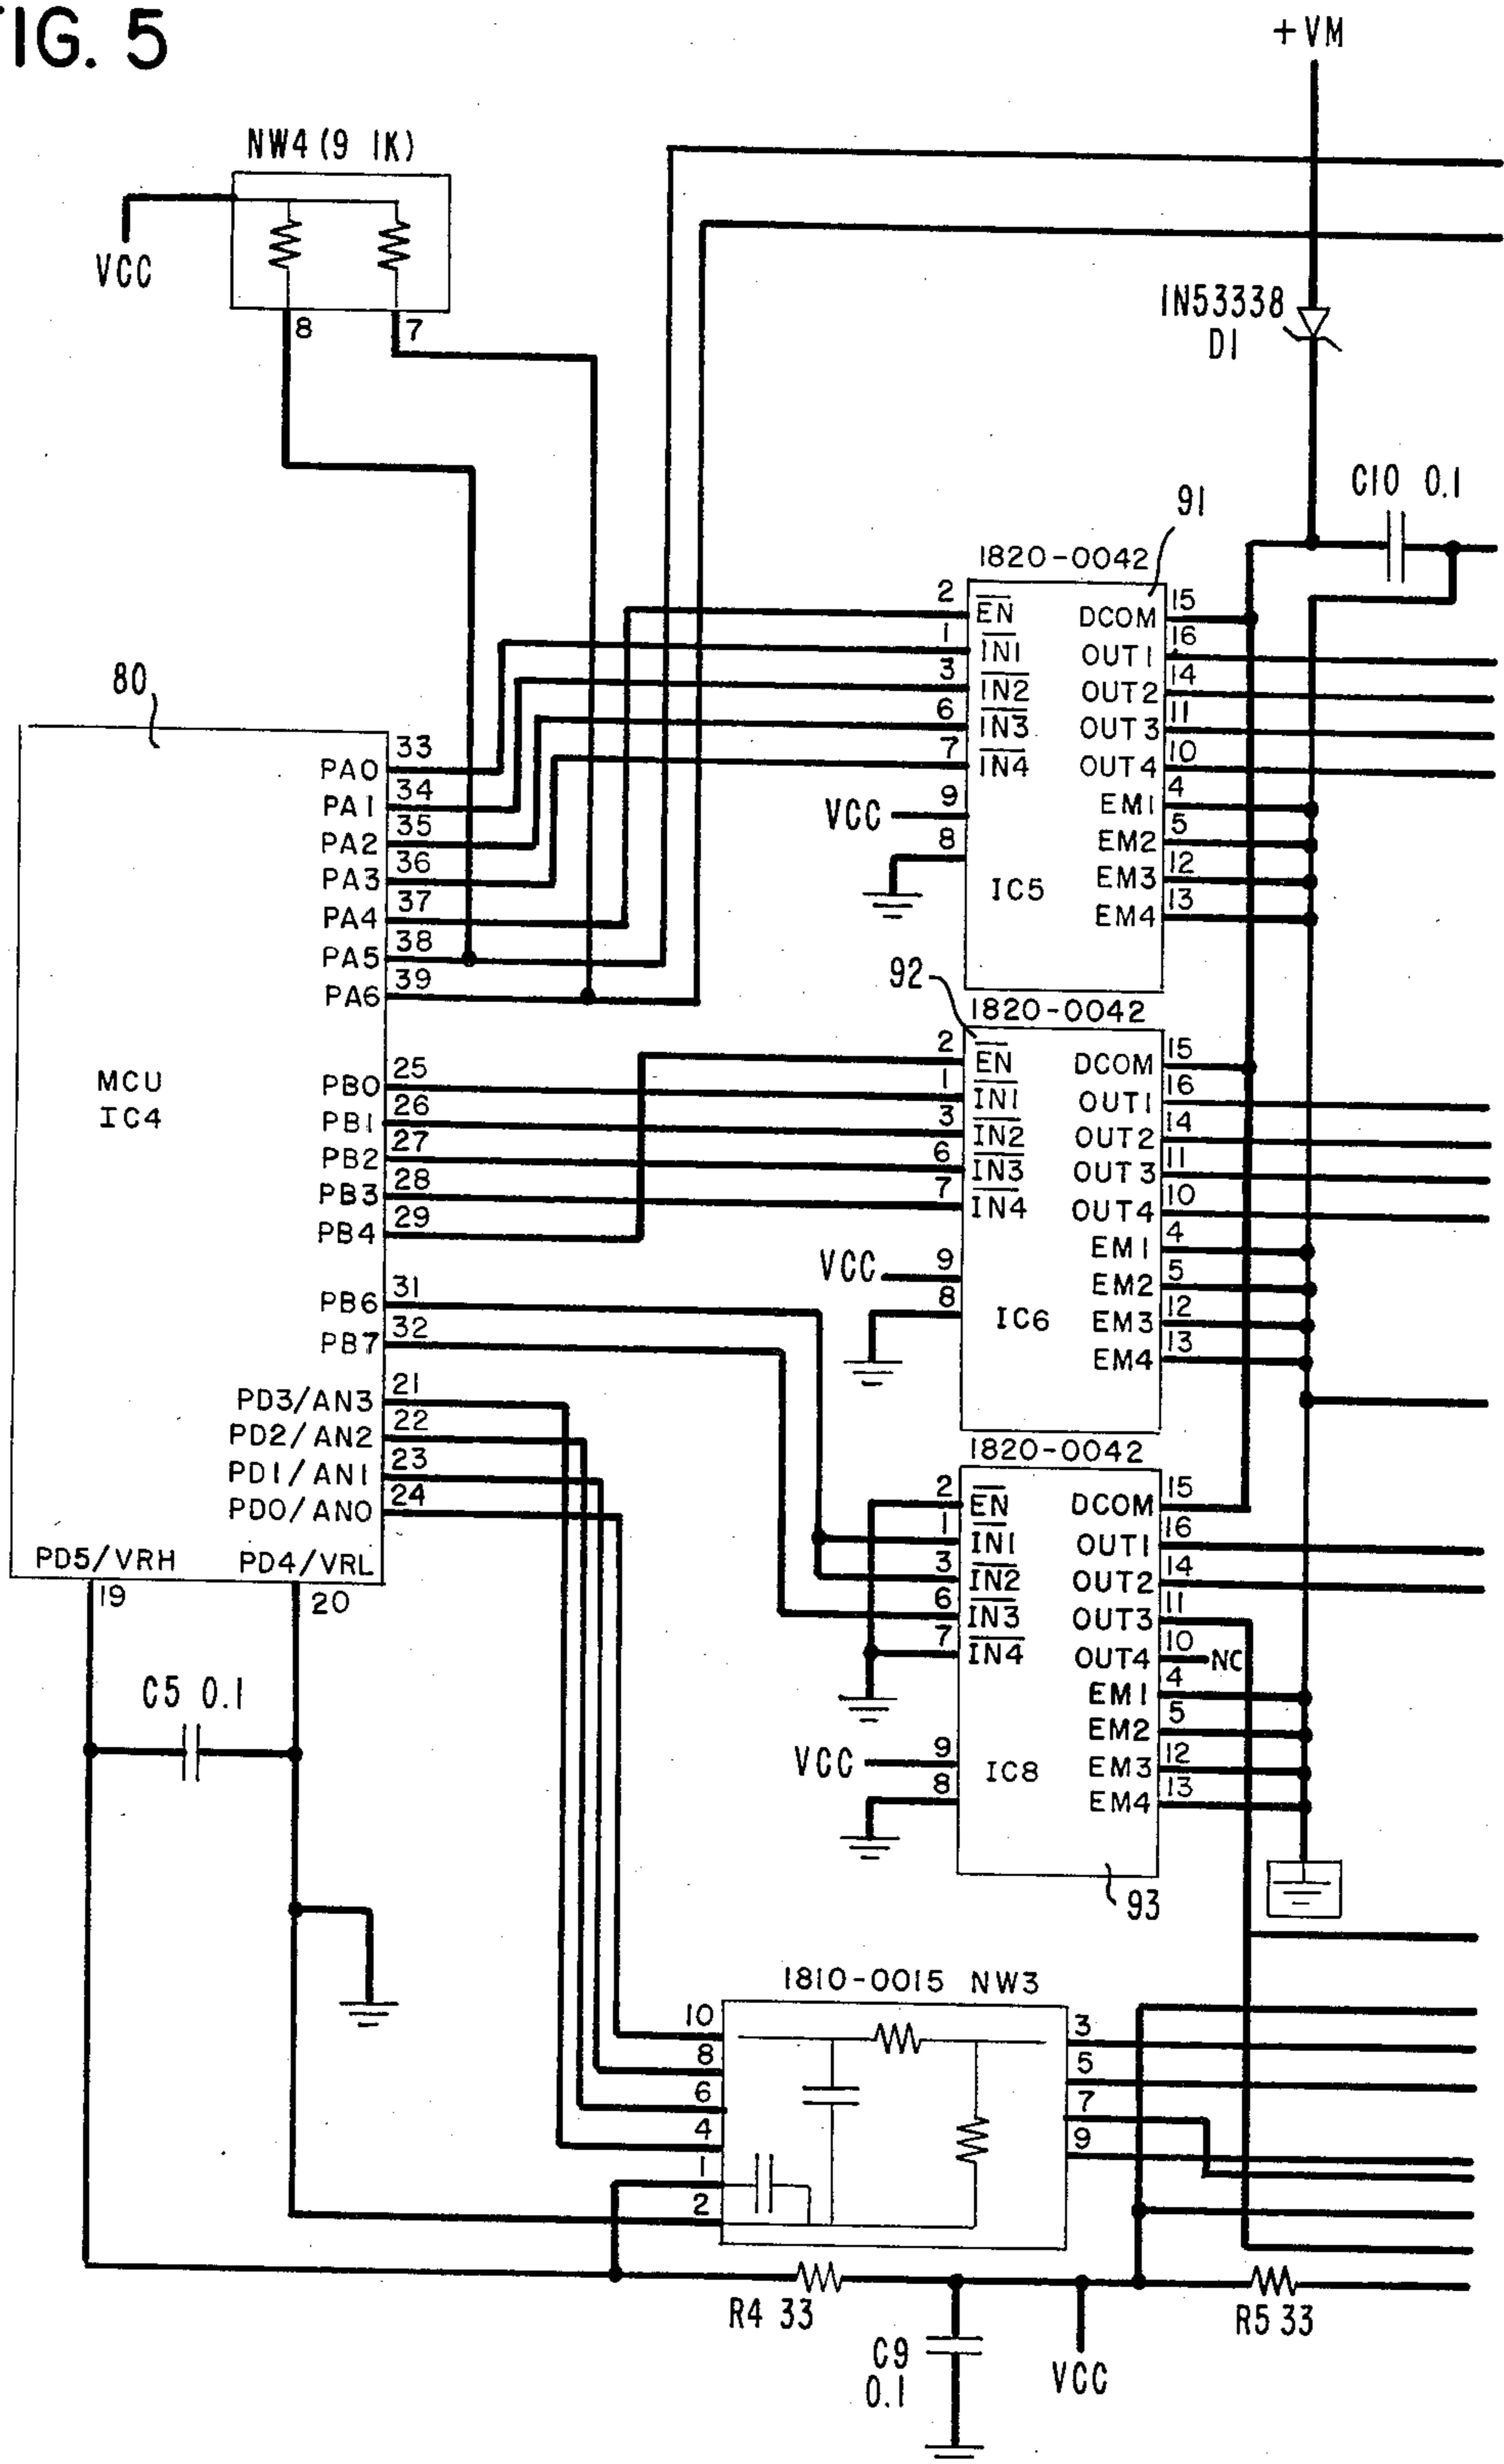 FIG. 5
+VM
NW4 (9 1K)
VCC
8
7
IN53338
D1
C10 0.1
91
1820-0042
2
EN
1
IN1
3
IN2
6
IN3
7
IN4
VCC
9
8
IC5
DCOM
15
OUT1
16
OUT2
14
OUT3
11
OUT4
10
EM1
4
EM2
5
EM3
12
EM4
13
80
MCU
IC4
PA0
33
PA1
34
PA2
35
PA3
36
PA4
37
PA5
38
PA6
39
PB0
25
PB1
26
PB2
27
PB3
28
PB4
29
PB6
31
PB7
32
PD3/AN3
21
PD2/AN2
22
PD1/AN1
23
PD0/AN0
24
PD5/VRH
PD4/VRL
19
20
C5 0.1
92
1820-0042
2
EN
1
IN1
3
IN2
6
IN3
7
IN4
VCC
9
8
IC6
DCOM
15
OUT1
16
OUT2
14
OUT3
11
OUT4
10
EM1
4
EM2
5
EM3
12
EM4
13
1820-0042
2
EN
1
IN1
3
IN2
6
IN3
7
IN4
VCC
9
8
IC8
DCOM
15
OUT1
16
OUT2
14
OUT3
11
OUT4
10
NC
EM1
4
EM2
5
EM3
12
EM4
13
93
1810-0015 NW3
10
8
6
4
1
2
3
5
7
9
R4 33
C9
0.1
VCC
R5 33